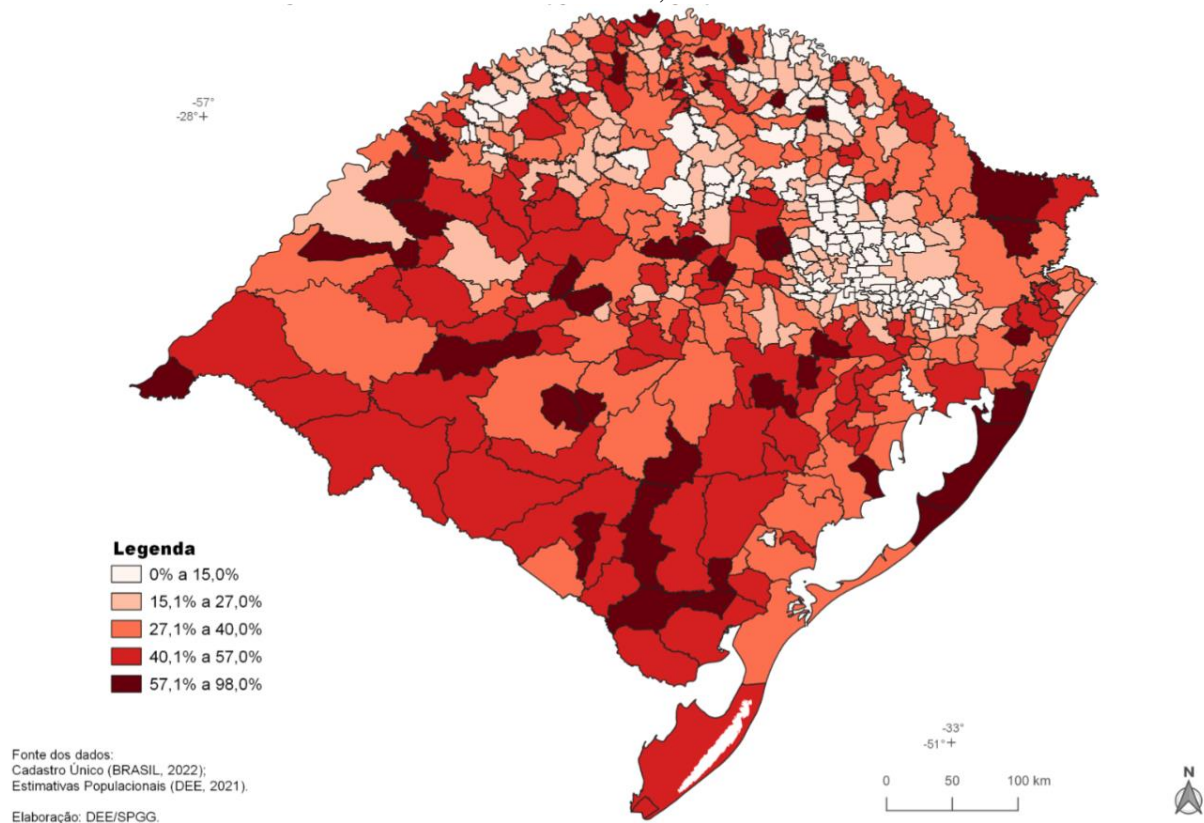 -57°
-28°
Legenda
0% a 15,0%
15,1% a 27,0%
27,1% a 40,0%
40,1% a 57,0%
57,1% a 98,0%
-33°
-51°
Fonte dos dados:
Cadastro Único (BRASIL, 2022);
Estimativas Populacionais (DEE, 2021).
Elaboração: DEE/SPGG.
0 50 100 km
N